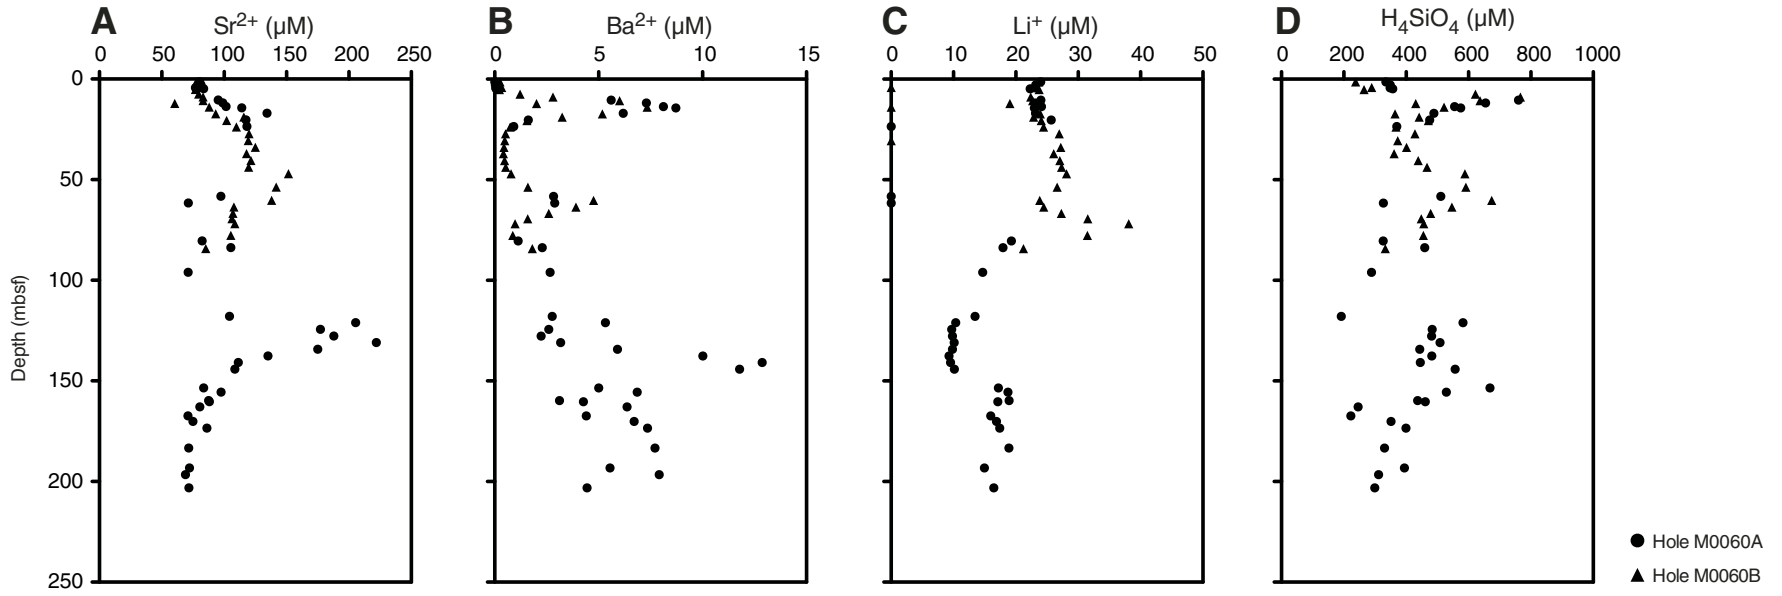 A Sr2+ (µM)
B Ba2+ (µM)
C Li+ (µM)
D H4SiO4 (µM)
0 50 100 150 200 250
0 5 10 15
0 10 20 30 40 50
0 200 400 600 800 1000
0
50
100
150
200
250
Depth (mbsf)
Hole M0060A
Hole M0060B